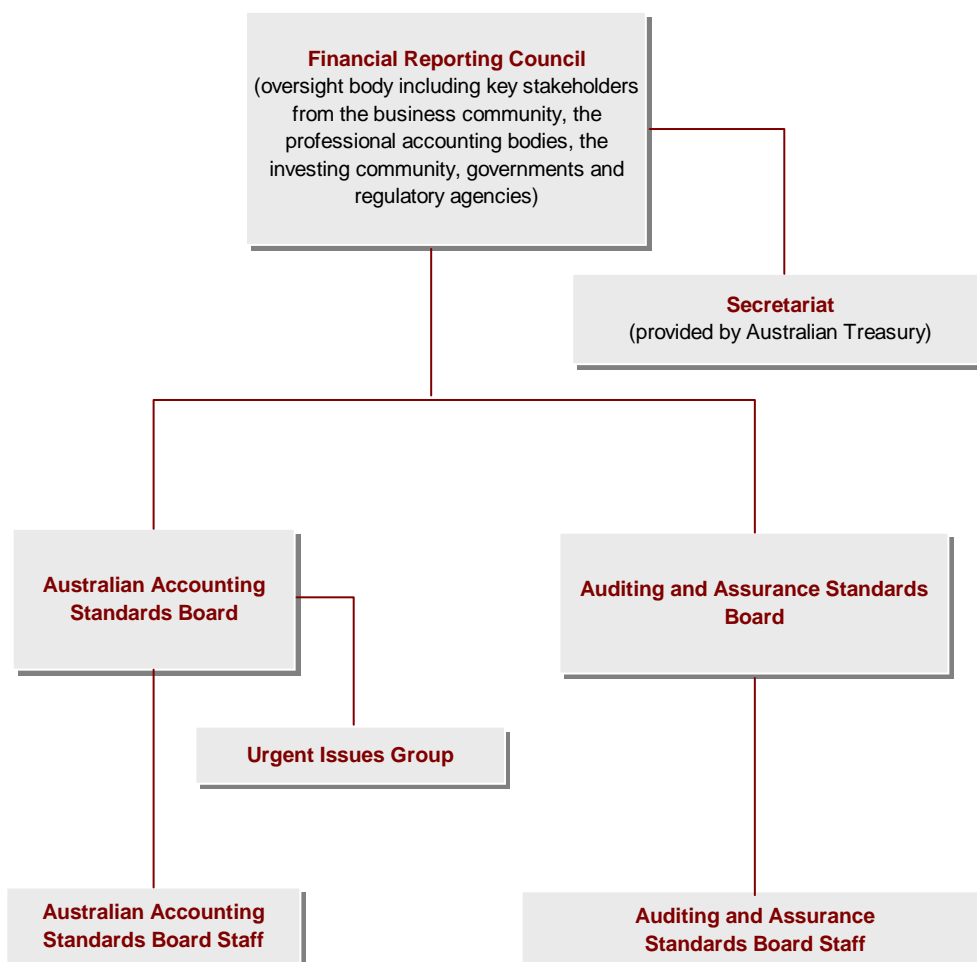 Financial Reporting Council
(oversight body including key stakeholders
from the business community, the
professional accounting bodies, the
investing community, governments and
regulatory agencies)
Secretariat
(provided by Australian Treasury)
Australian Accounting
Standards Board
Auditing and Assurance Standards
Board
Urgent Issues Group
Australian Accounting
Standards Board Staff
Auditing and Assurance
Standards Board Staff